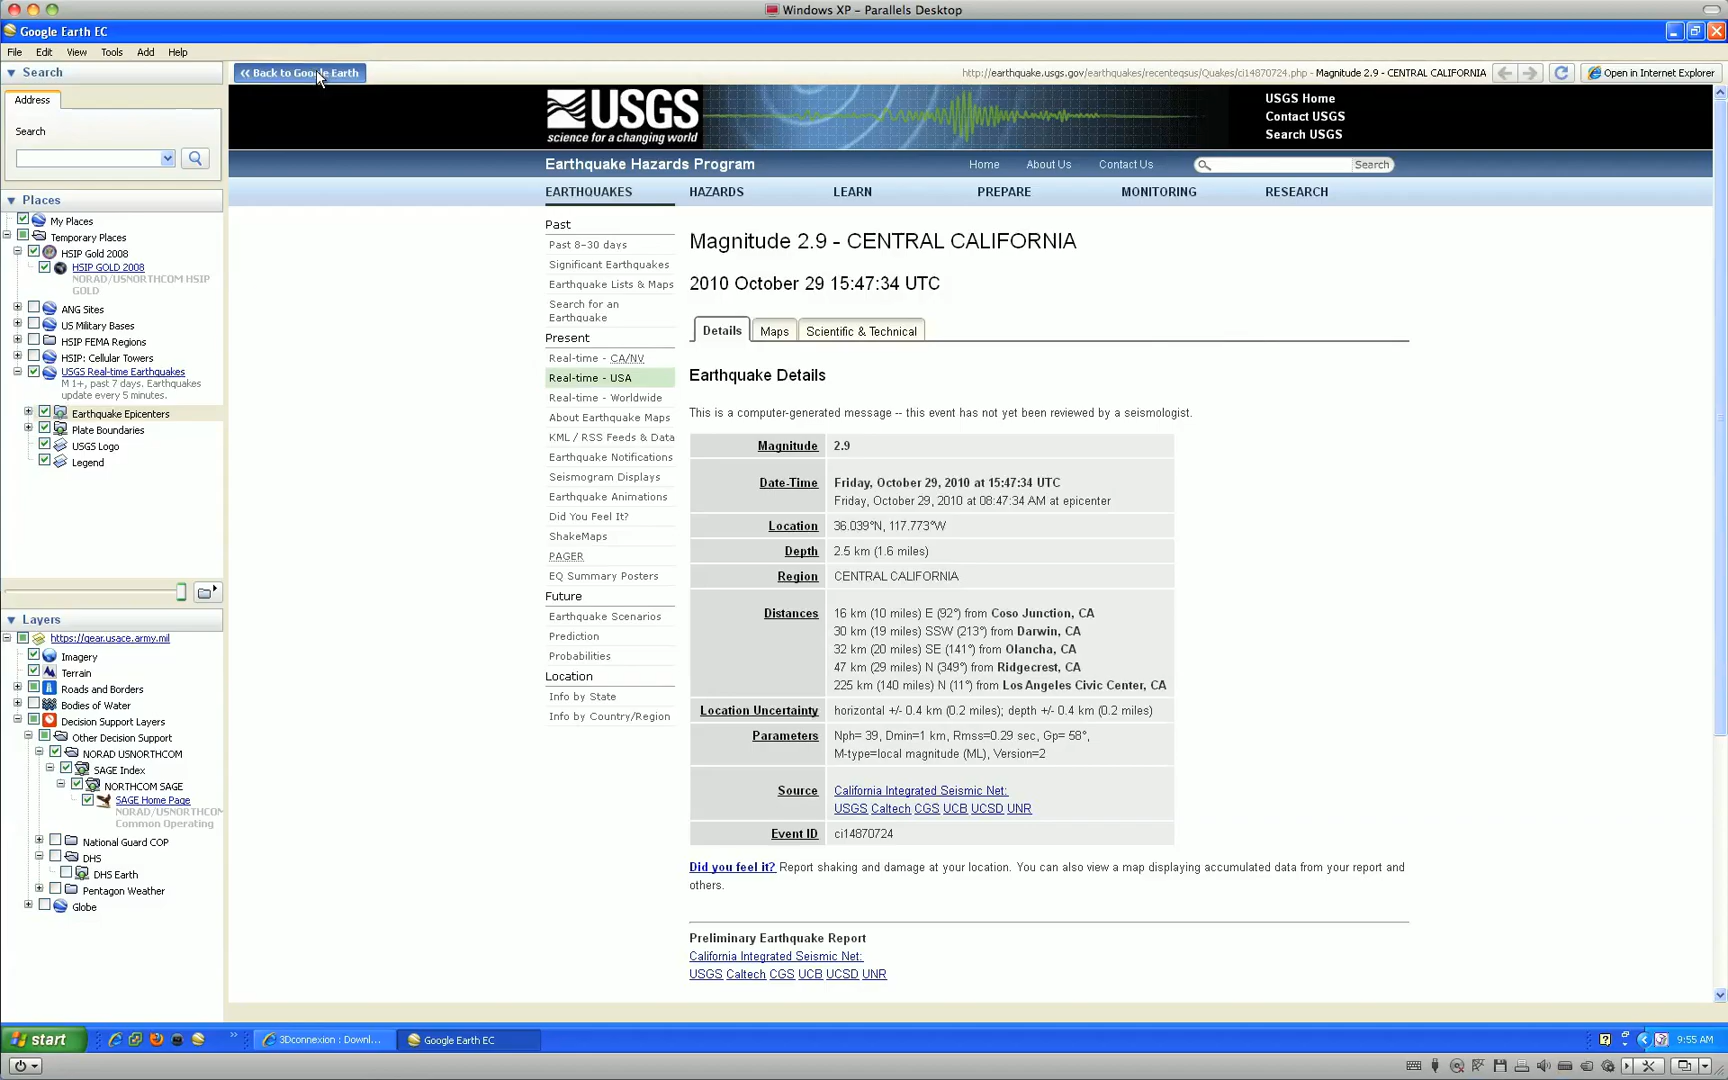 Windows XP - Parallels Desktop
Google Earth EC
File Edit View Tools Add Help
Search
Address
Search
Places
My Places
Temporary Places
HSIP Gold 2008
HSIP GOLD 2008
NORAD/USNORTHCOM HSIP
GOLD
ANG Sites
US Military Bases
HSIP FEMA Regions
HSIP: Cellular Towers
USGS Real-time Earthquakes
M 1+, past 7 days. Earthquakes
update every 5 minutes.
Earthquake Epicenters
Plate Boundaries
USGS Logo
Legend
Layers
https://gear.usace.army.mil
Imagery
Terrain
Roads and Borders
Bodies of Water
Decision Support Layers
Other Decision Support
NORAD USNORTHCOM
SAGE Index
NORTHCOM SAGE
SAGE Home Page
NORAD/USNORTHCOM
Common Operating
National Guard COP
DHS
DHS Earth
Pentagon Weather
Globe
<< Back to Google Earth
http://earthquake.usgs.gov/earthquakes/recenteqsus/Quakes/ci14870724.php - Magnitude 2.9 - CENTRAL CALIFORNIA
Open in Internet Explorer
USGS
science for a changing world
USGS Home
Contact USGS
Search USGS
Earthquake Hazards Program
Home About Us Contact Us Search
EARTHQUAKES HAZARDS LEARN PREPARE MONITORING RESEARCH
Past
Past 8-30 days
Significant Earthquakes
Earthquake Lists & Maps
Search for an
Earthquake
Present
Real-time - CA/NV
Real-time - USA
Real-time - Worldwide
About Earthquake Maps
KML / RSS Feeds & Data
Earthquake Notifications
Seismogram Displays
Earthquake Animations
Did You Feel It?
ShakeMaps
PAGER
EQ Summary Posters
Future
Earthquake Scenarios
Prediction
Probabilities
Location
Info by State
Info by Country/Region
Magnitude 2.9 - CENTRAL CALIFORNIA
2010 October 29 15:47:34 UTC
Details Maps Scientific & Technical
Earthquake Details
This is a computer-generated message -- this event has not yet been reviewed by a seismologist.
Magnitude 2.9
Date-Time Friday, October 29, 2010 at 15:47:34 UTC
Friday, October 29, 2010 at 08:47:34 AM at epicenter
Location 36.039°N, 117.773°W
Depth 2.5 km (1.6 miles)
Region CENTRAL CALIFORNIA
Distances 16 km (10 miles) E (92°) from Coso Junction, CA
30 km (19 miles) SSW (213°) from Darwin, CA
32 km (20 miles) SE (141°) from Olancha, CA
47 km (29 miles) N (349°) from Ridgecrest, CA
225 km (140 miles) N (11°) from Los Angeles Civic Center, CA
Location Uncertainty horizontal +/- 0.4 km (0.2 miles); depth +/- 0.4 km (0.2 miles)
Parameters Nph= 39, Dmin=1 km, Rmss=0.29 sec, Gp= 58°,
M-type=local magnitude (ML), Version=2
Source California Integrated Seismic Net:
USGS Caltech CGS UCB UCSD UNR
Event ID ci14870724
Did you feel it? Report shaking and damage at your location. You can also view a map displaying accumulated data from your report and
others.
Preliminary Earthquake Report
California Integrated Seismic Net:
USGS Caltech CGS UCB UCSD UNR
start
3Dconnexion : Downl...
Google Earth EC
9:55 AM